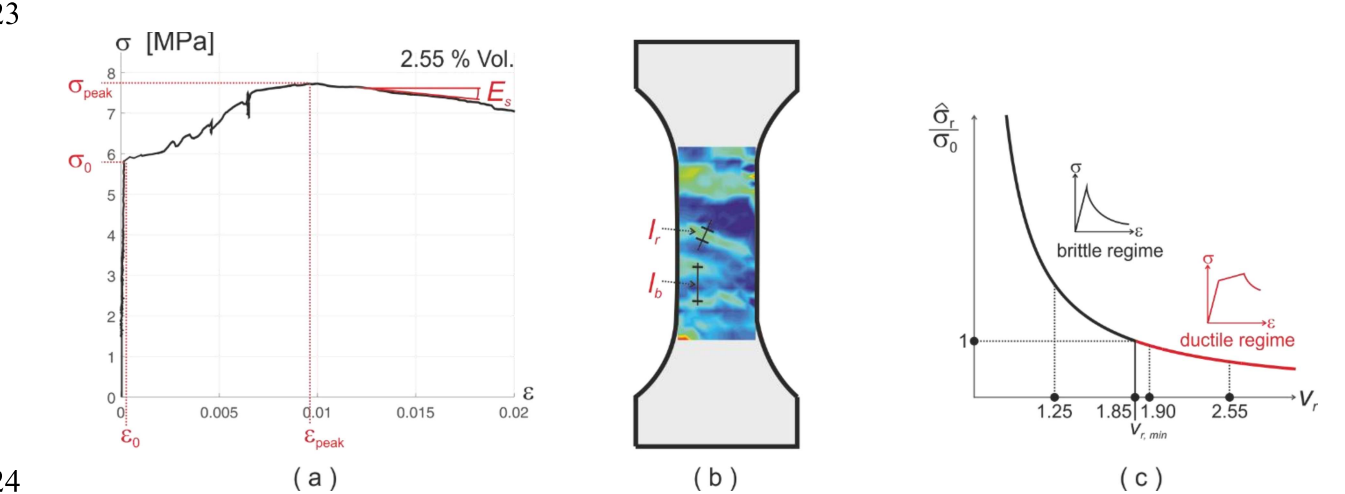 23
σ [MPa]
2.55 % Vol.
8
σpeak
Es
7
σ0
6
5
4
3
2
1
0
0
0.005
0.01
0.015
0.02
ε
ε0
εpeak
( a )
lr
lb
( b )
σ̂r
σ0
σ
ε
brittle regime
σ
ε
ductile regime
1
1.25
1.85
1.90
2.55
Vr
vr, min
( c )
24